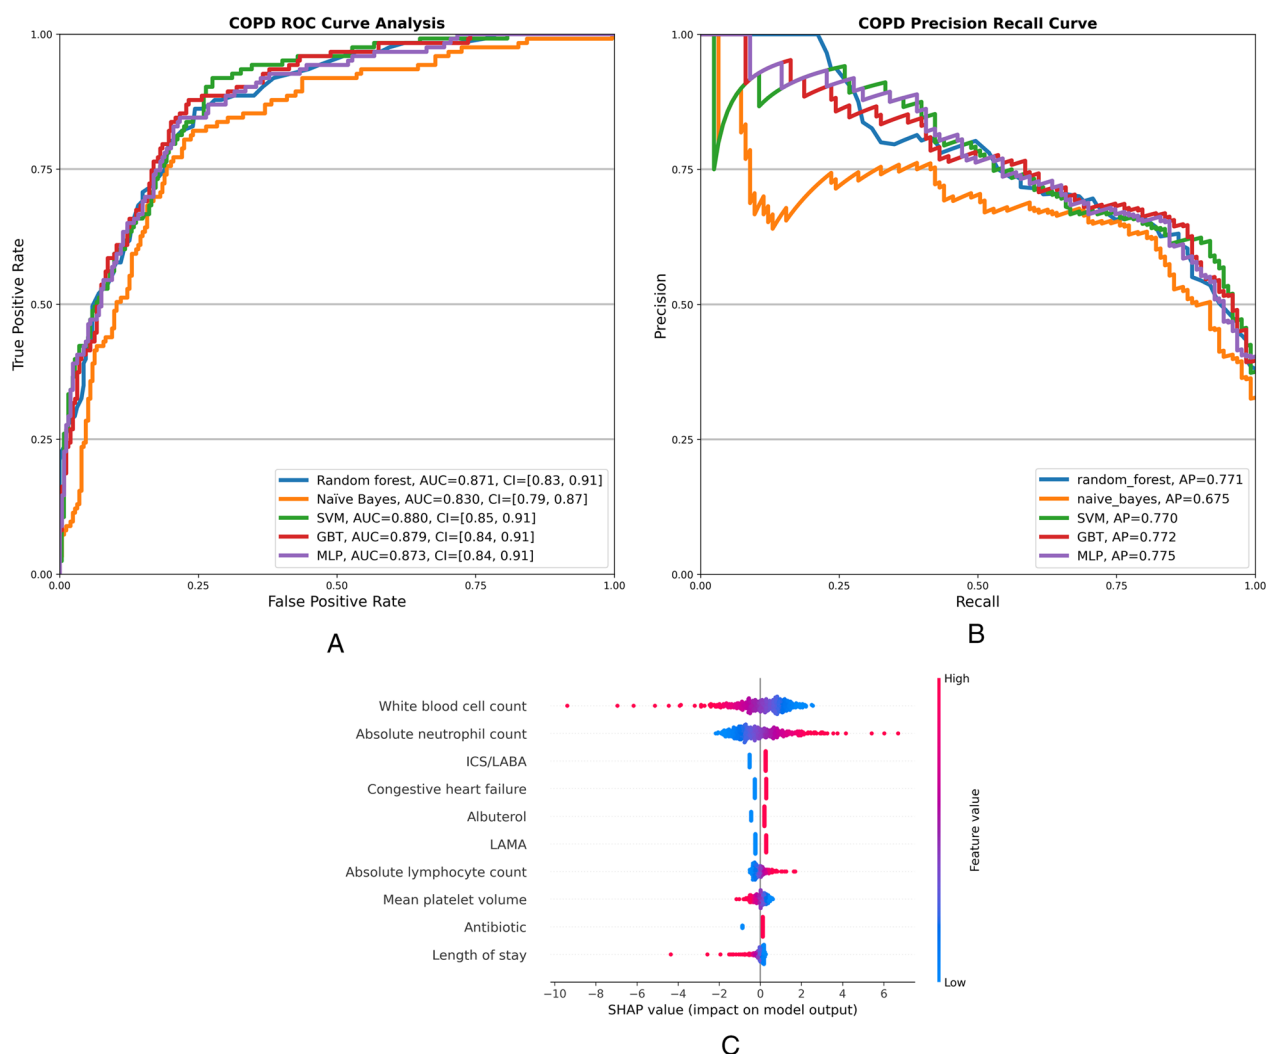 COPD ROC Curve Analysis
1.00
0.75
0.50
0.25
0.00
True Positive Rate
0.00 0.25 0.50 0.75 1.00
False Positive Rate
Random forest, AUC=0.871, CI=[0.83, 0.91]
Naïve Bayes, AUC=0.830, CI=[0.79, 0.87]
SVM, AUC=0.880, CI=[0.85, 0.91]
GBT, AUC=0.879, CI=[0.84, 0.91]
MLP, AUC=0.873, CI=[0.84, 0.91]
A
COPD Precision Recall Curve
1.00
0.75
0.50
0.25
0.00
Precision
0.00 0.25 0.50 0.75 1.00
Recall
random_forest, AP=0.771
naive_bayes, AP=0.675
SVM, AP=0.770
GBT, AP=0.772
MLP, AP=0.775
B
White blood cell count
Absolute neutrophil count
ICS/LABA
Congestive heart failure
Albuterol
LAMA
Absolute lymphocyte count
Mean platelet volume
Antibiotic
Length of stay
−10 −8 −6 −4 −2 0 2 4 6
SHAP value (impact on model output)
High
Feature value
Low
C